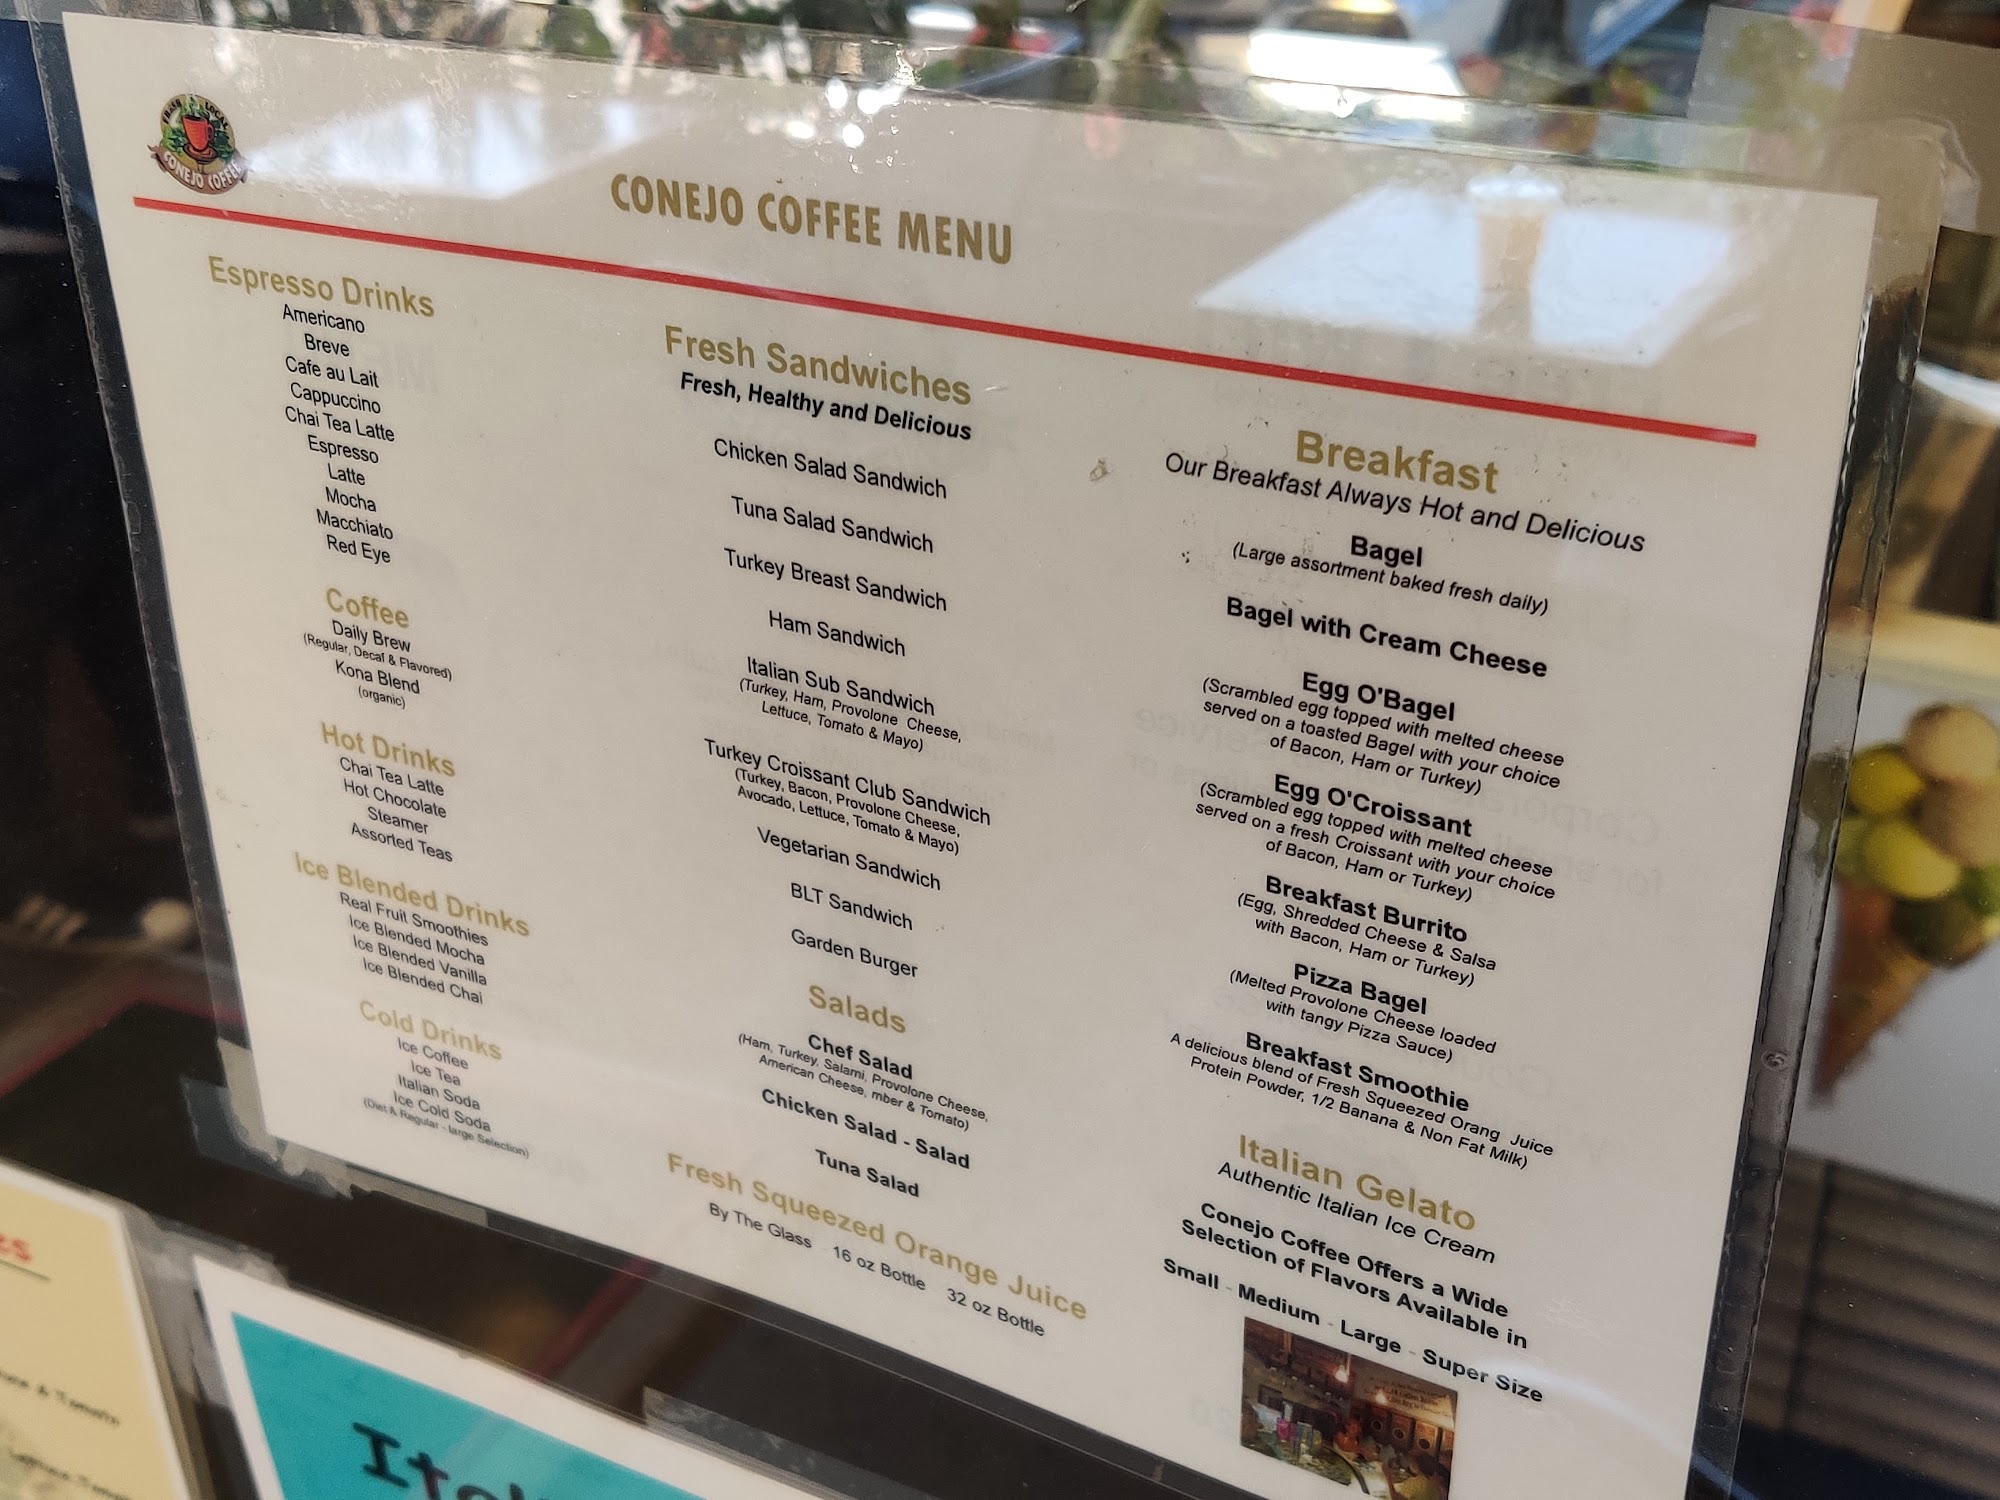 FRESH LOCAL
CONEJO COFFEE
CONEJO COFFEE MENU
Espresso Drinks
Americano
Breve
Cafe au Lait
Cappuccino
Chai Tea Latte
Espresso
Latte
Mocha
Macchiato
Red Eye
Coffee
Daily Brew
(Regular, Decaf & Flavored)
Kona Blend
(organic)
Hot Drinks
Chai Tea Latte
Hot Chocolate
Steamer
Assorted Teas
Ice Blended Drinks
Real Fruit Smoothies
Ice Blended Mocha
Ice Blended Vanilla
Ice Blended Chai
Cold Drinks
Ice Coffee
Ice Tea
Italian Soda
Ice Cold Soda
(Diet & Regular - large Selection)
Fresh Sandwiches
Fresh, Healthy and Delicious
Chicken Salad Sandwich
Tuna Salad Sandwich
Turkey Breast Sandwich
Ham Sandwich
Italian Sub Sandwich
(Turkey, Ham, Provolone Cheese,
Lettuce, Tomato & Mayo)
Turkey Croissant Club Sandwich
(Turkey, Bacon, Provolone Cheese,
Avocado, Lettuce, Tomato & Mayo)
Vegetarian Sandwich
BLT Sandwich
Garden Burger
Salads
Chef Salad
(Ham, Turkey, Salami, Provolone Cheese,
American Cheese, mber & Tomato)
Chicken Salad - Salad
Tuna Salad
Fresh Squeezed Orange Juice
By The Glass 16 oz Bottle 32 oz Bottle
Breakfast
Our Breakfast Always Hot and Delicious
Bagel
(Large assortment baked fresh daily)
Bagel with Cream Cheese
Egg O'Bagel
(Scrambled egg topped with melted cheese
served on a toasted Bagel with your choice
of Bacon, Ham or Turkey)
Egg O'Croissant
(Scrambled egg topped with melted cheese
served on a fresh Croissant with your choice
of Bacon, Ham or Turkey)
Breakfast Burrito
(Egg, Shredded Cheese & Salsa
with Bacon, Ham or Turkey)
Pizza Bagel
(Melted Provolone Cheese loaded
with tangy Pizza Sauce)
Breakfast Smoothie
A delicious blend of Fresh Squeezed Orang Juice
Protein Powder, 1/2 Banana & Non Fat Milk)
Italian Gelato
Authentic Italian Ice Cream
Conejo Coffee Offers a Wide
Selection of Flavors Available in
Small - Medium - Large - Super Size